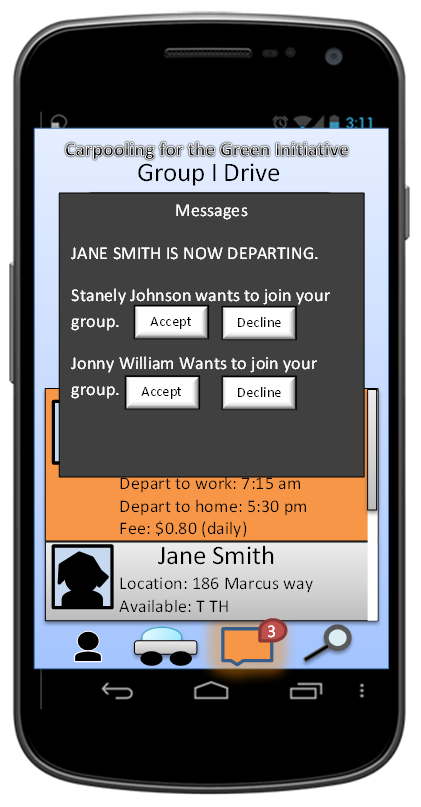 3:11
Carpooling for the Green Initiative
Group I Drive
Messages
JANE SMITH IS NOW DEPARTING.
Stanely Johnson wants to join your
group. Accept Decline
Jonny William Wants to join your
group. Accept Decline
Depart to work: 7:15 am
Depart to home: 5:30 pm
Fee: $0.80 (daily)
Jane Smith
Location: 186 Marcus way
Available: T TH
3